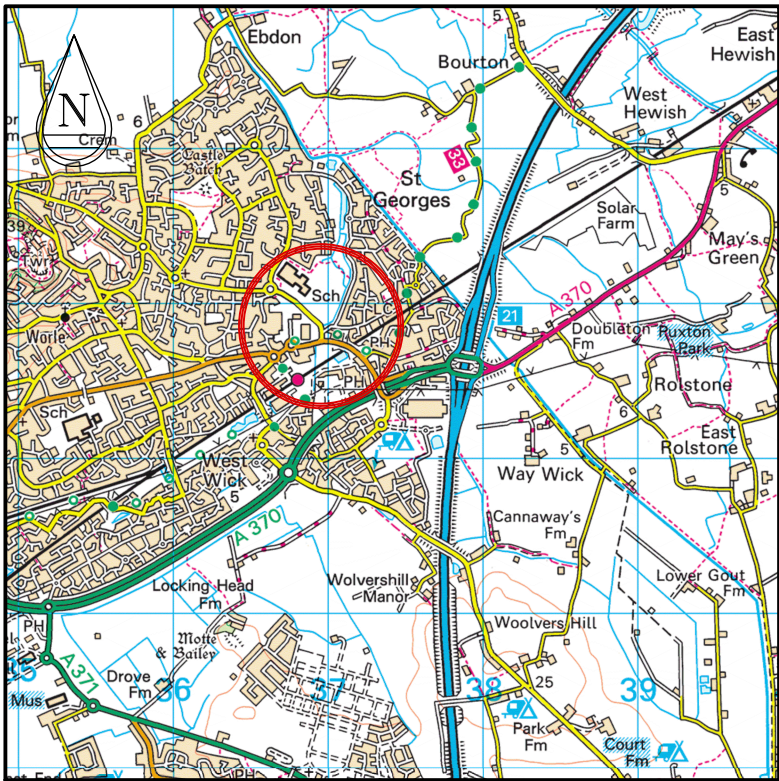 Ebdon
5
East
Hewish
Bourton
N
West
Hewish
6
Crem
Castle
Batch
33
St
Georges
5
Solar
Farm
39
May's
Green
Twr
Sch
C
21
A 370
Worle
PH
Doubleton
Fm
Puxton
Park
PH
Rolstone
Sch
6
East
Rolstone
West
Wick
5
5
Way Wick
A 370
Cannaway's
Fm
Locking Head
Fm
Wolvershill
Manor
Lower Gout
Fm
PH
Motte
& Bailey
Woolvers Hill
A371
Drove
Fm
36
37
38
25
39
Mus
Park
Fm
Court
Fm
PH